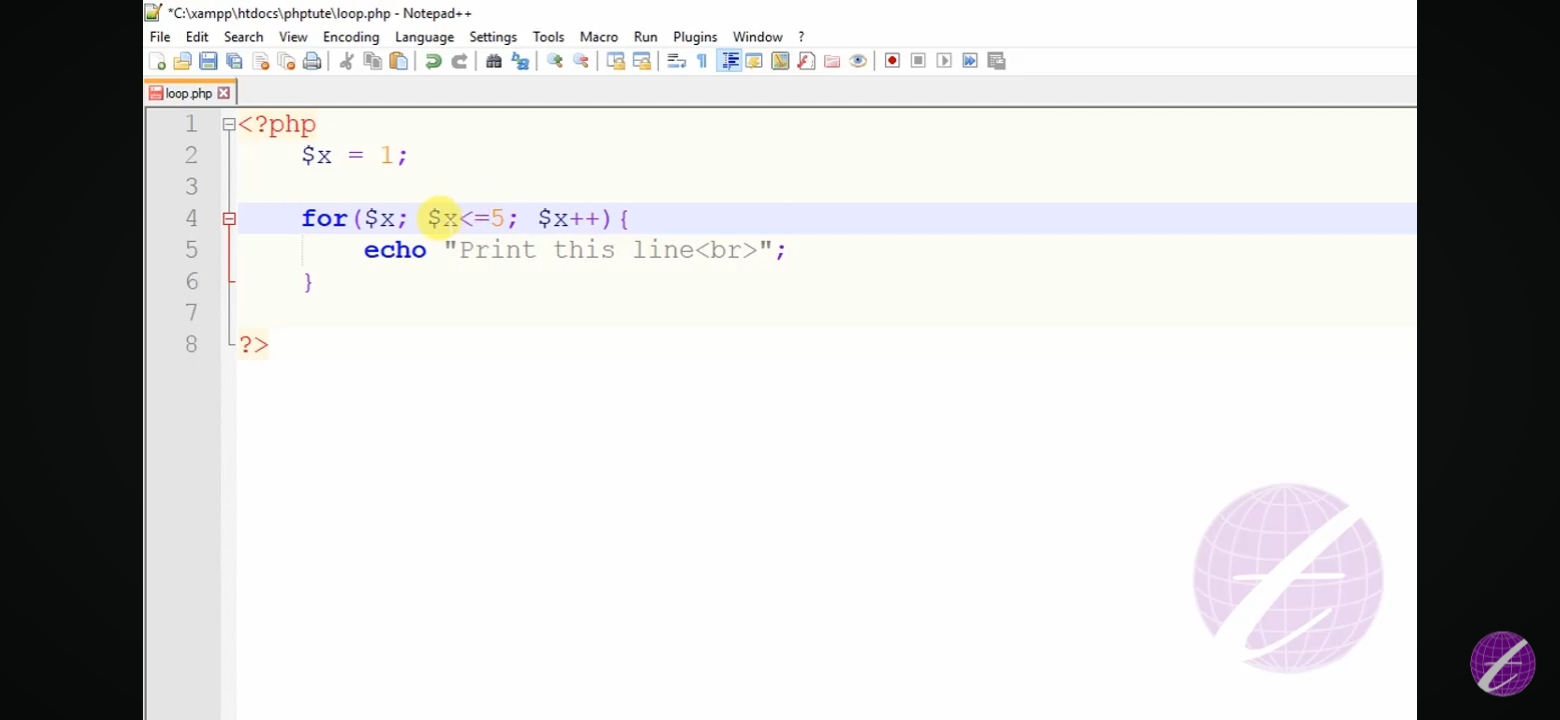 *C:\xampp\htdocs\phptute\loop.php - Notepad++
File Edit Search View Encoding Language Settings Tools Macro Run Plugins Window ?
loop.php
1 <?php
2     $x = 1;
3
4     for($x; $x<=5; $x++){
5         echo "Print this line<br>";
6     }
7
8 ?>